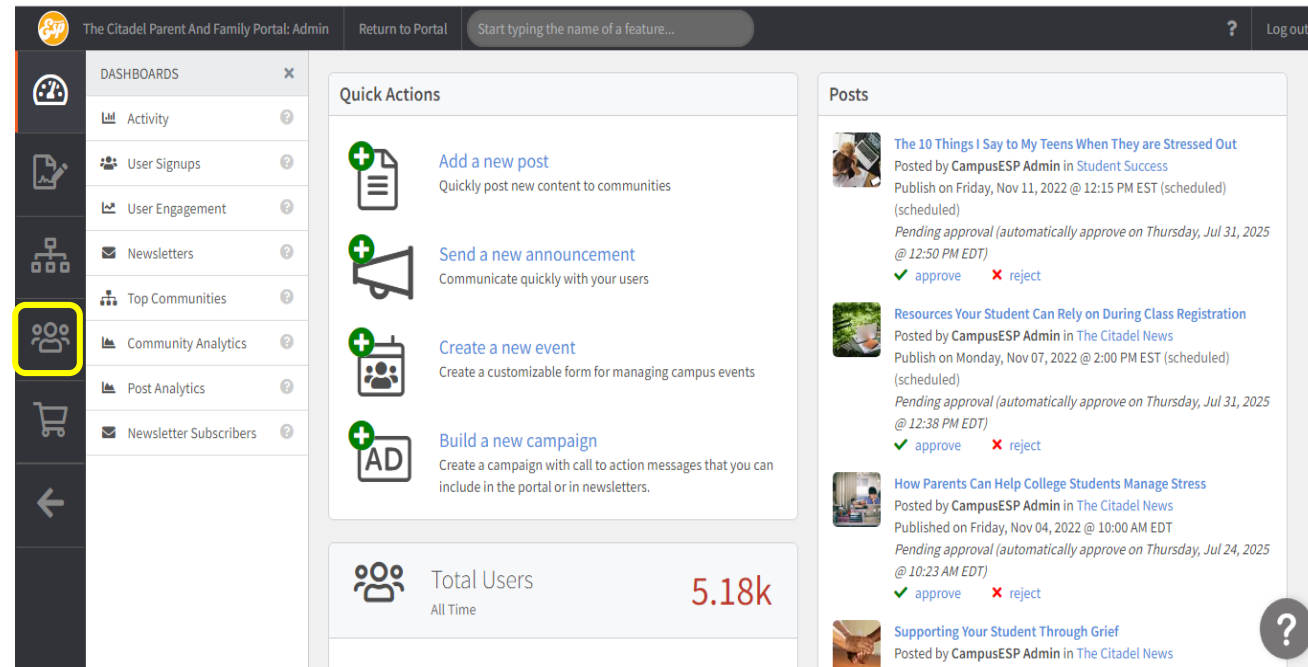 Esp
The Citadel Parent And Family Portal: Admin
Return to Portal
Start typing the name of a feature...
?
Log out
DASHBOARDS
Activity
User Signups
User Engagement
Newsletters
Top Communities
Community Analytics
Post Analytics
Newsletter Subscribers
Quick Actions
Add a new post
Quickly post new content to communities
Send a new announcement
Communicate quickly with your users
Create a new event
Create a customizable form for managing campus events
AD
Build a new campaign
Create a campaign with call to action messages that you can
include in the portal or in newsletters.
Total Users
All Time
5.18k
Posts
The 10 Things I Say to My Teens When They are Stressed Out
Posted by CampusESP Admin in Student Success
Publish on Friday, Nov 11, 2022 @ 12:15 PM EST (scheduled)
(scheduled)
Pending approval (automatically approve on Thursday, Jul 31, 2025
@ 12:50 PM EDT)
approve reject
Resources Your Student Can Rely on During Class Registration
Posted by CampusESP Admin in The Citadel News
Publish on Monday, Nov 07, 2022 @ 2:00 PM EST (scheduled)
(scheduled)
Pending approval (automatically approve on Thursday, Jul 31, 2025
@ 12:38 PM EDT)
approve reject
How Parents Can Help College Students Manage Stress
Posted by CampusESP Admin in The Citadel News
Published on Friday, Nov 04, 2022 @ 10:00 AM EDT
Pending approval (automatically approve on Thursday, Jul 24, 2025
@ 10:23 AM EDT)
approve reject
Supporting Your Student Through Grief
Posted by CampusESP Admin in The Citadel News
?